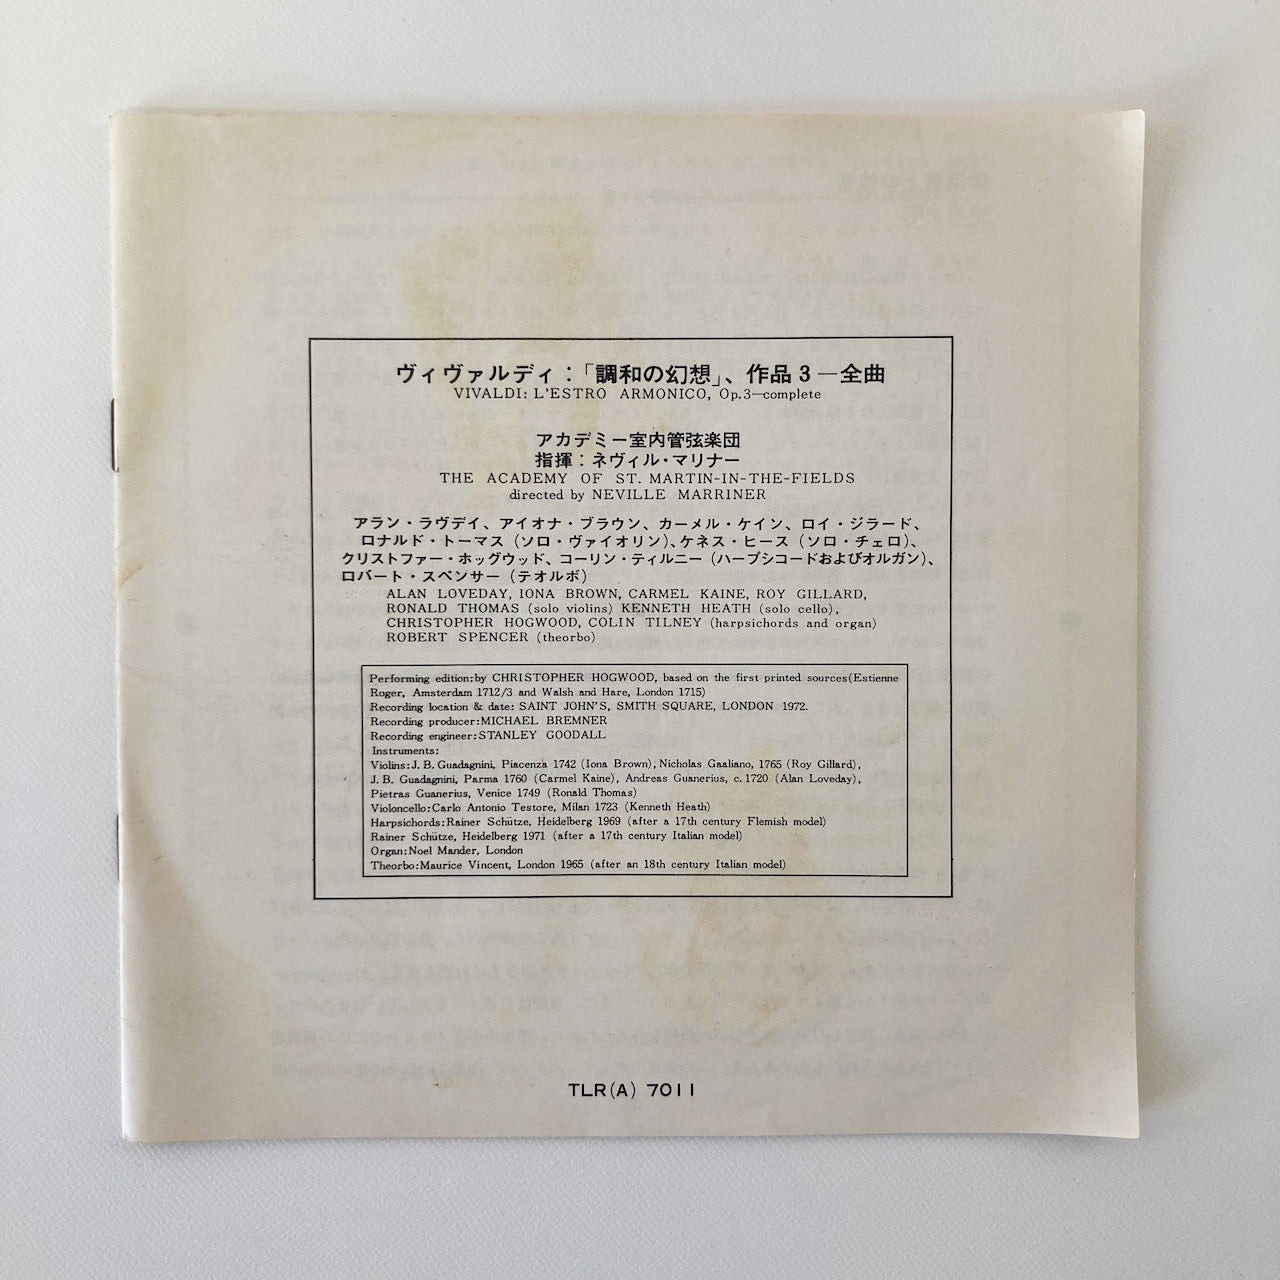 ヴィヴァルディ：「調和の幻想」、作品3—全曲
VIVALDI: L'ESTRO ARMONICO, Op.3—complete
アカデミー室内管弦楽団
指揮：ネヴィル・マリナー
THE ACADEMY OF ST. MARTIN-IN-THE-FIELDS
directed by NEVILLE MARRINER
アラン・ラヴデイ、アイオナ・ブラウン、カーメル・ケイン、ロイ・ジラード、
ロナルド・トーマス（ソロ・ヴァイオリン）、ケネス・ヒース（ソロ・チェロ）、
クリストファー・ホッグウッド、コーリン・ティルニー（ハープシコードおよびオルガン）、
ロバート・スペンサー（テオルボ）
ALAN LOVEDAY, IONA BROWN, CARMEL KAINE, ROY GILLARD,
RONALD THOMAS (solo violins) KENNETH HEATH (solo cello),
CHRISTOPHER HOGWOOD, COLIN TILNEY (harpsichords and organ)
ROBERT SPENCER (theorbo)
Performing edition:by CHRISTOPHER HOGWOOD, based on the first printed sources(Estienne
Roger, Amsterdam 1712/3 and Walsh and Hare, London 1715)
Recording location & date: SAINT JOHN'S, SMITH SQUARE, LONDON 1972.
Recording producer:MICHAEL BREMNER
Recording engineer:STANLEY GOODALL
Instruments:
Violins:J.B.Guadagnini, Piacenza 1742 (Iona Brown), Nicholas Gaaliano, 1765 (Roy Gillard),
J.B. Guadagnini, Parma 1760 (Carmel Kaine), Andreas Guanerius, c.1720 (Alan Loveday),
Pietras Guanerius, Venice 1749 (Ronald Thomas)
Violoncello:Carlo Antonio Testore, Milan 1723 (Kenneth Heath)
Harpsichords:Rainer Schütze, Heidelberg 1969 (after a 17th century Flemish model)
Rainer Schütze, Heidelberg 1971 (after a 17th century Italian model)
Organ:Noel Mander, London
Theorbo:Maurice Vincent, London 1965 (after an 18th century Italian model)
TLR(A) 7011